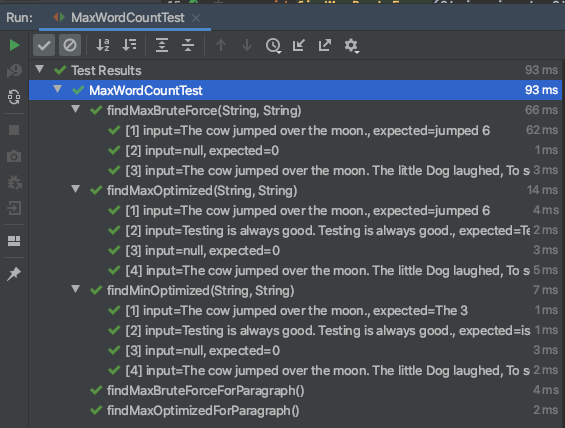 Run: MaxWordCountTest ×
Test Results 93 ms
MaxWordCountTest 93 ms
findMaxBruteForce(String, String) 66 ms
[1] input=The cow jumped over the moon., expected=jumped 6 62 ms
[2] input=null, expected=0 1 ms
[3] input=The cow jumped over the moon. The little Dog laughed, To s 3 ms
findMaxOptimized(String, String) 14 ms
[1] input=The cow jumped over the moon., expected=jumped 6 4 ms
[2] input=Testing is always good. Testing is always good., expected=Te 2 ms
[3] input=null, expected=0 3 ms
[4] input=The cow jumped over the moon. The little Dog laughed, To s 5 ms
findMinOptimized(String, String) 7 ms
[1] input=The cow jumped over the moon., expected=The 3 1 ms
[2] input=Testing is always good. Testing is always good., expected=is 1 ms
[3] input=null, expected=0 3 ms
[4] input=The cow jumped over the moon. The little Dog laughed, To s 2 ms
findMaxBruteForceForParagraph() 4 ms
findMaxOptimizedForParagraph() 2 ms